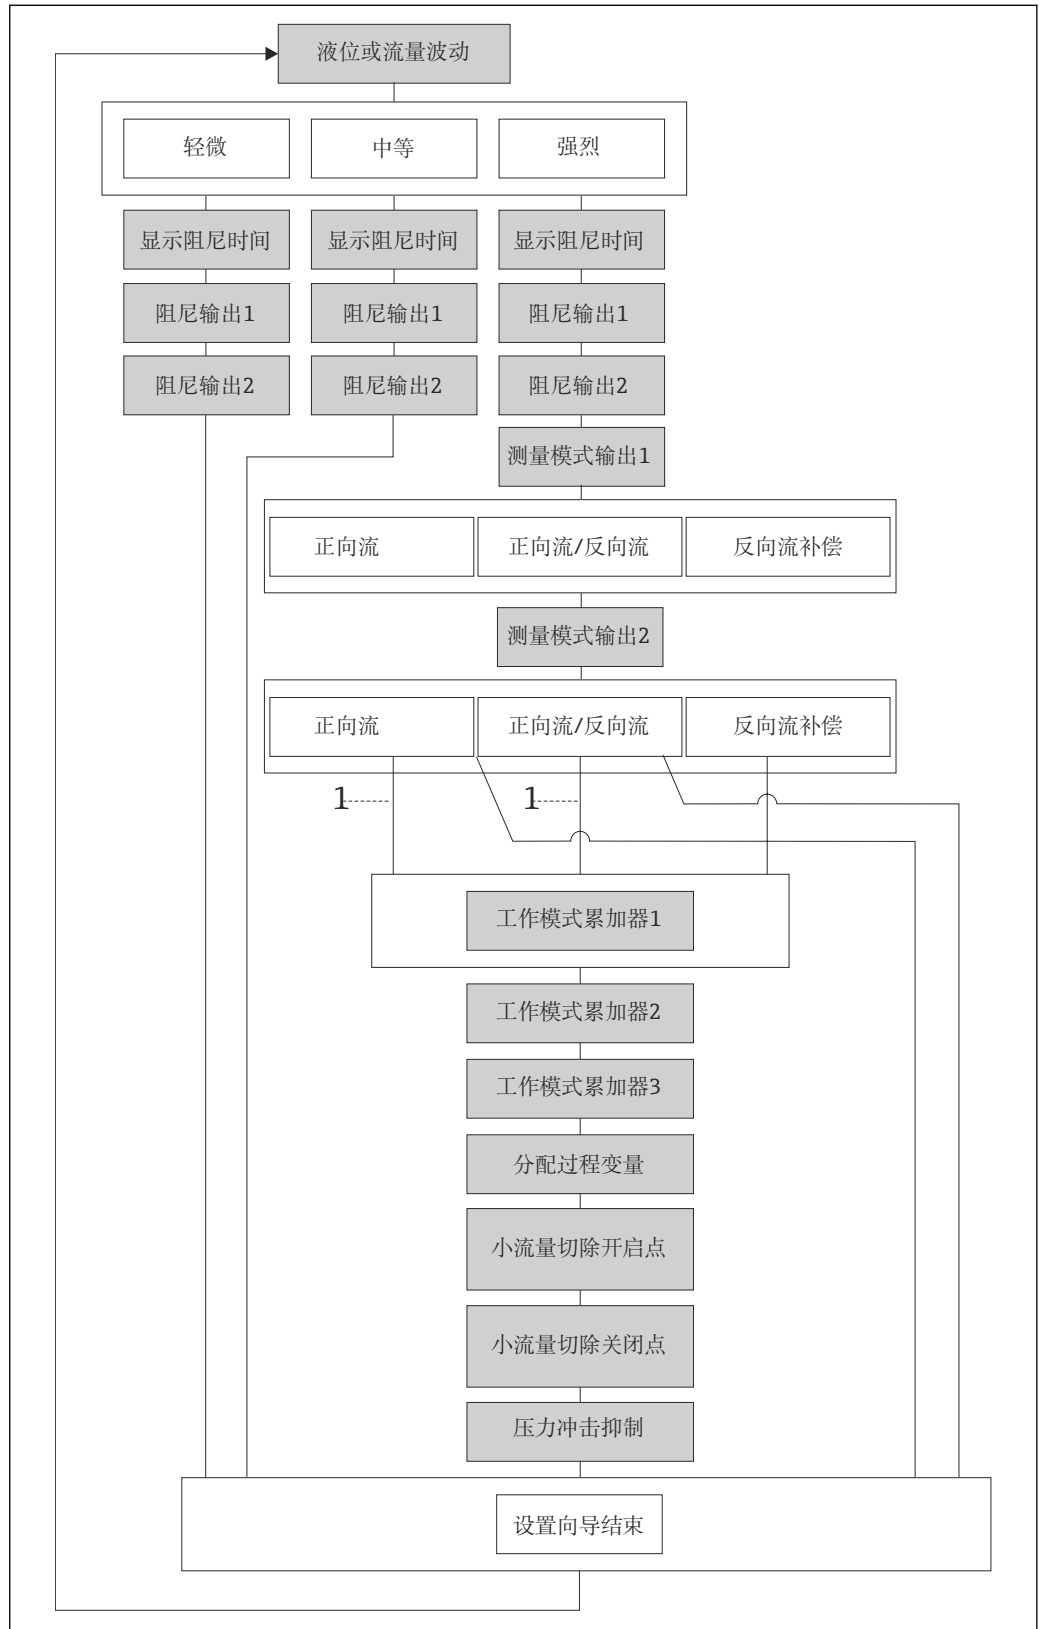 液位或流量波动
轻微 中等 强烈
显示阻尼时间 显示阻尼时间 显示阻尼时间
阻尼输出1 阻尼输出1 阻尼输出1
阻尼输出2 阻尼输出2 阻尼输出2
测量模式输出1
正向流 正向流/反向流 反向流补偿
测量模式输出2
正向流 正向流/反向流 反向流补偿
1 1
工作模式累加器1
工作模式累加器2
工作模式累加器3
分配过程变量
小流量切除开启点
小流量切除关闭点
压力冲击抑制
设置向导结束